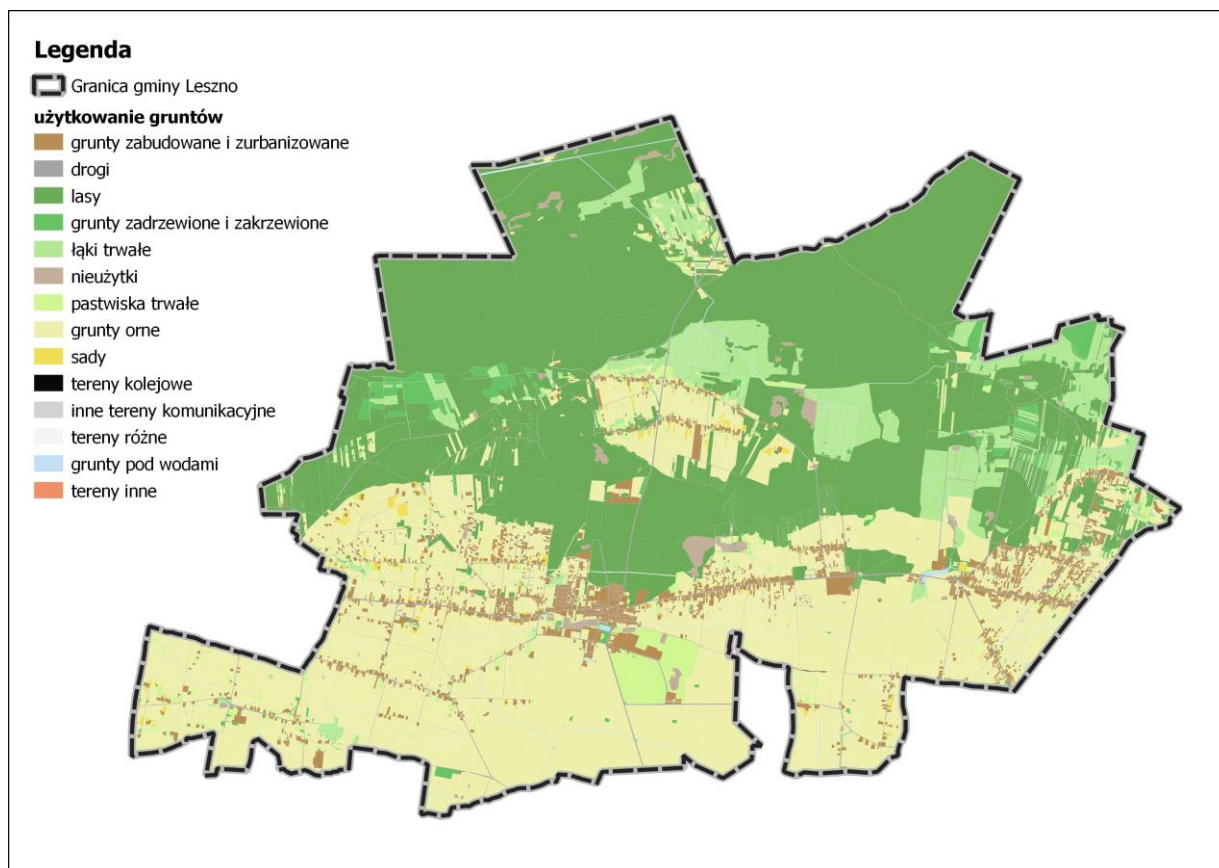 Legenda
Granica gminy Leszno
użytkowanie gruntów
grunty zabudowane i zurbanizowane
drogi
lasy
grunty zadrzewione i zakrzewione
łąki trwałe
nieużytki
pastwiska trwałe
grunty orne
sady
tereny kolejowe
inne tereny komunikacyjne
tereny różne
grunty pod wodami
tereny inne